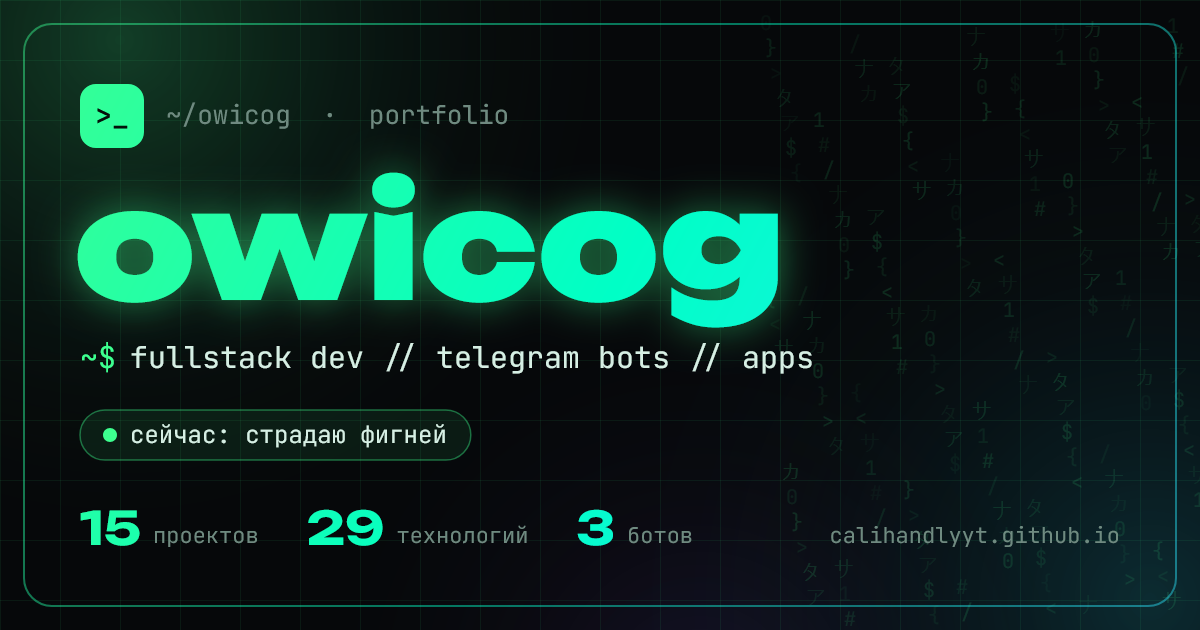 >_ ~/owicog · portfolio
owicog
~$ fullstack dev // telegram bots // apps
сейчас: страдаю фигней
15 проектов 29 технологий 3 ботов calihandlyyt.github.io